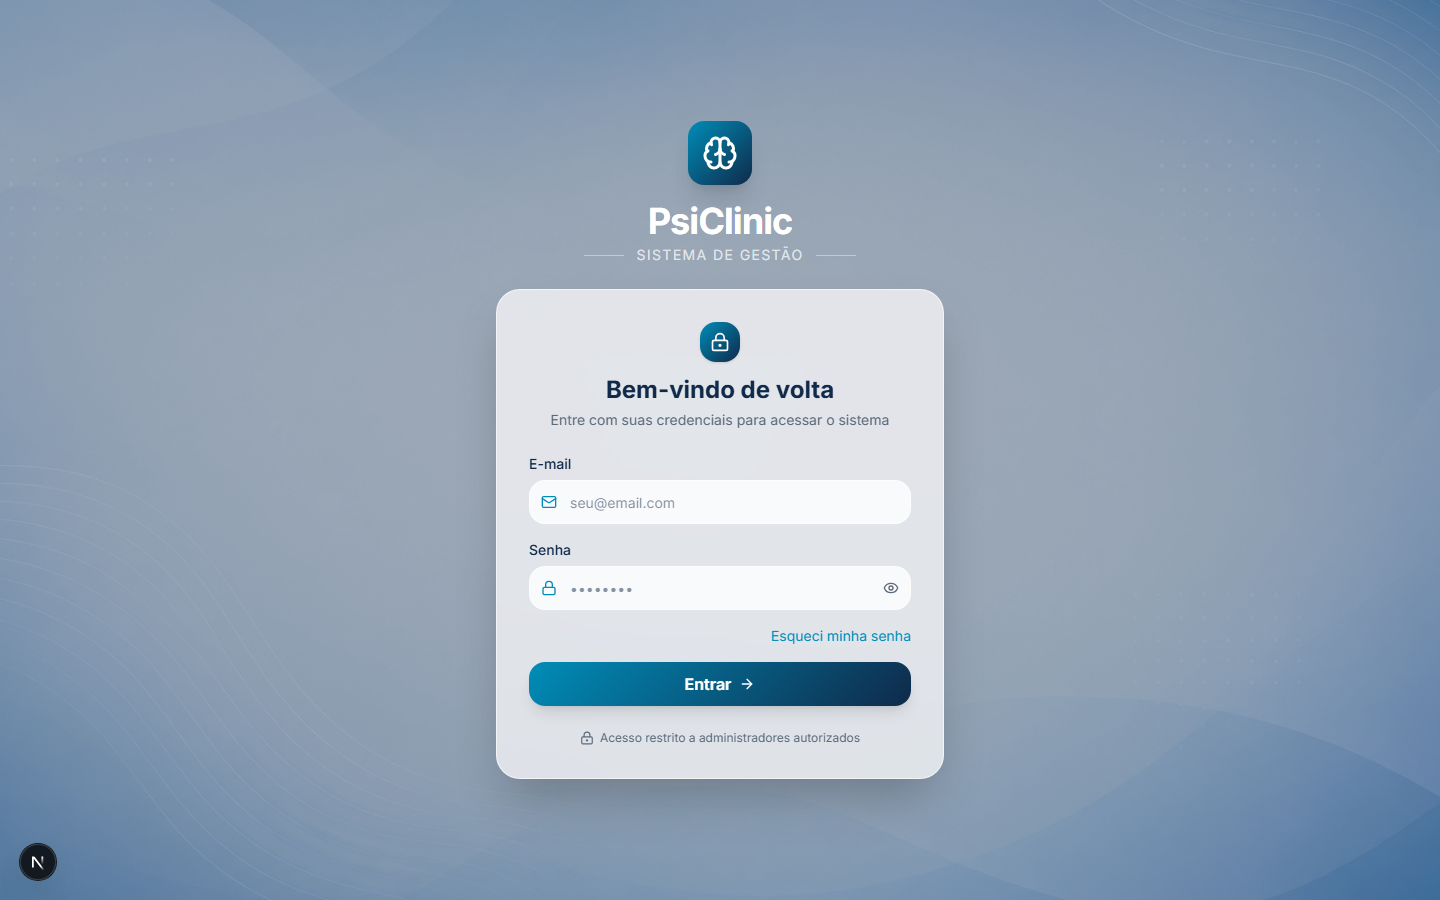 PsiClinic
SISTEMA DE GESTÃO
Bem-vindo de volta
Entre com suas credenciais para acessar o sistema
E-mail
seu@email.com
Senha
••••••••
Esqueci minha senha
Entrar →
Acesso restrito a administradores autorizados
N